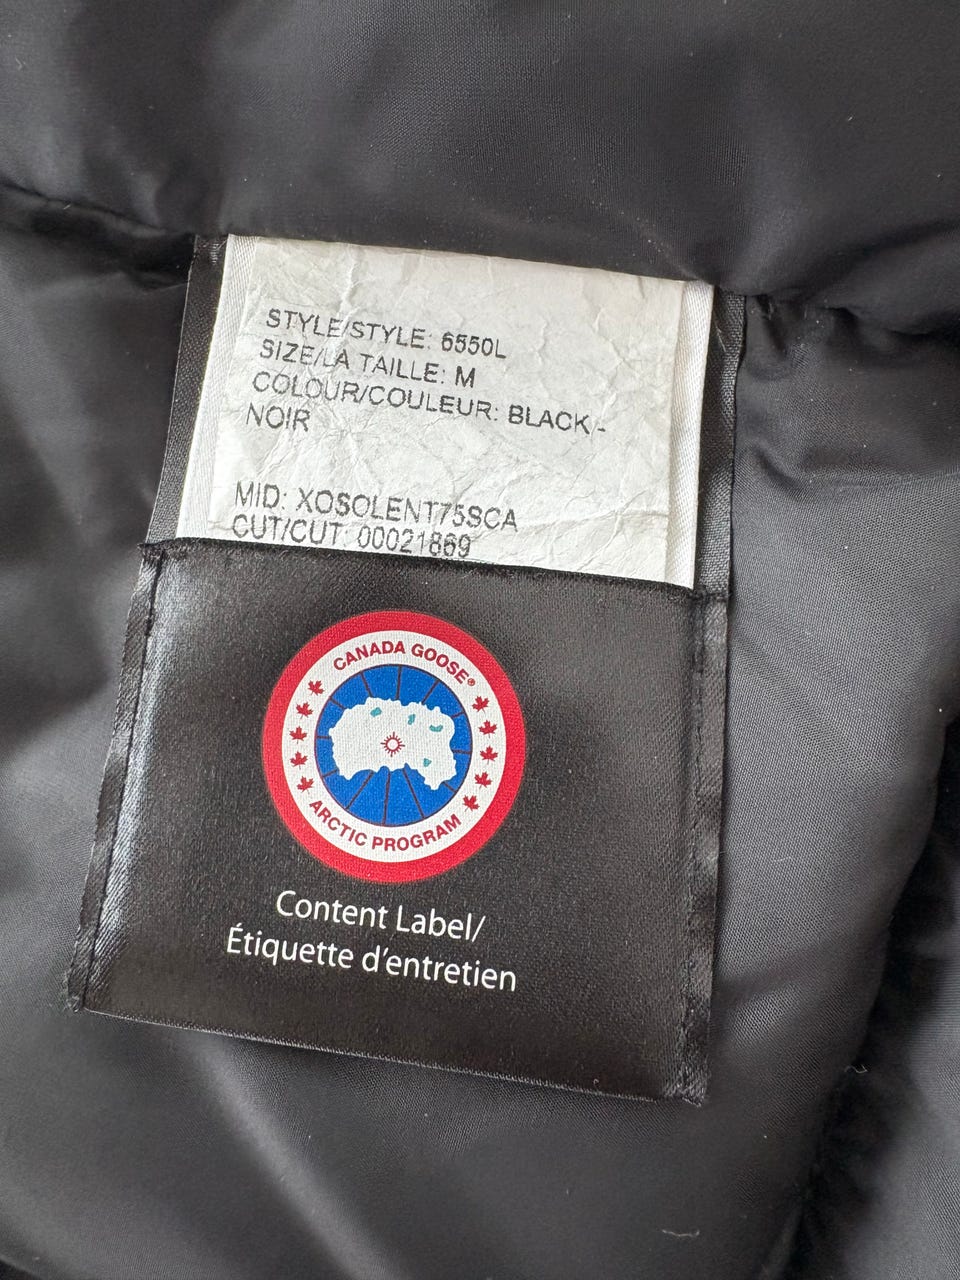 STYLE/STYLE: 6550L
SIZE/LA TAILLE: M
COLOUR/COULEUR: BLACK -
NOIR
MID: XOSOLENT75SCA
CUT/CUT: 00021869
CANADA GOOSE®
ARCTIC PROGRAM
Content Label/
Étiquette d'entretien